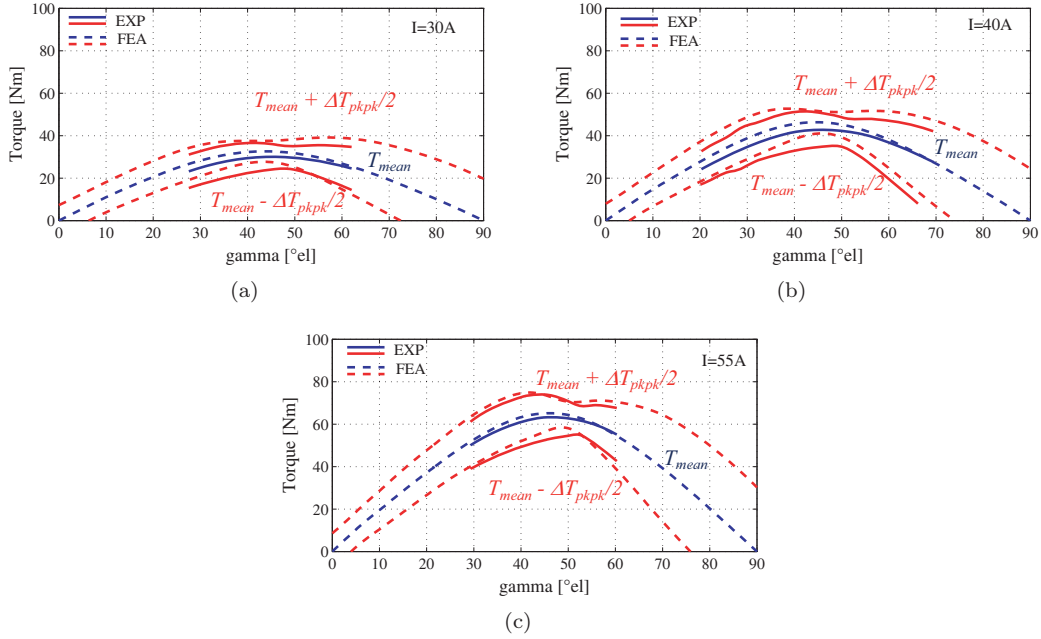 EXP
FEA
I=30A
T_mean + ΔT_pkpk/2
T_mean
T_mean - ΔT_pkpk/2
Torque [Nm]
100
80
60
40
20
0
0 10 20 30 40 50 60 70 80 90
gamma [°el]
(a)
EXP
FEA
I=40A
T_mean + ΔT_pkpk/2
T_mean
T_mean - ΔT_pkpk/2
Torque [Nm]
100
80
60
40
20
0
0 10 20 30 40 50 60 70 80 90
gamma [°el]
(b)
EXP
FEA
I=55A
T_mean + ΔT_pkpk/2
T_mean
T_mean - ΔT_pkpk/2
Torque [Nm]
100
80
60
40
20
0
0 10 20 30 40 50 60 70 80 90
gamma [°el]
(c)